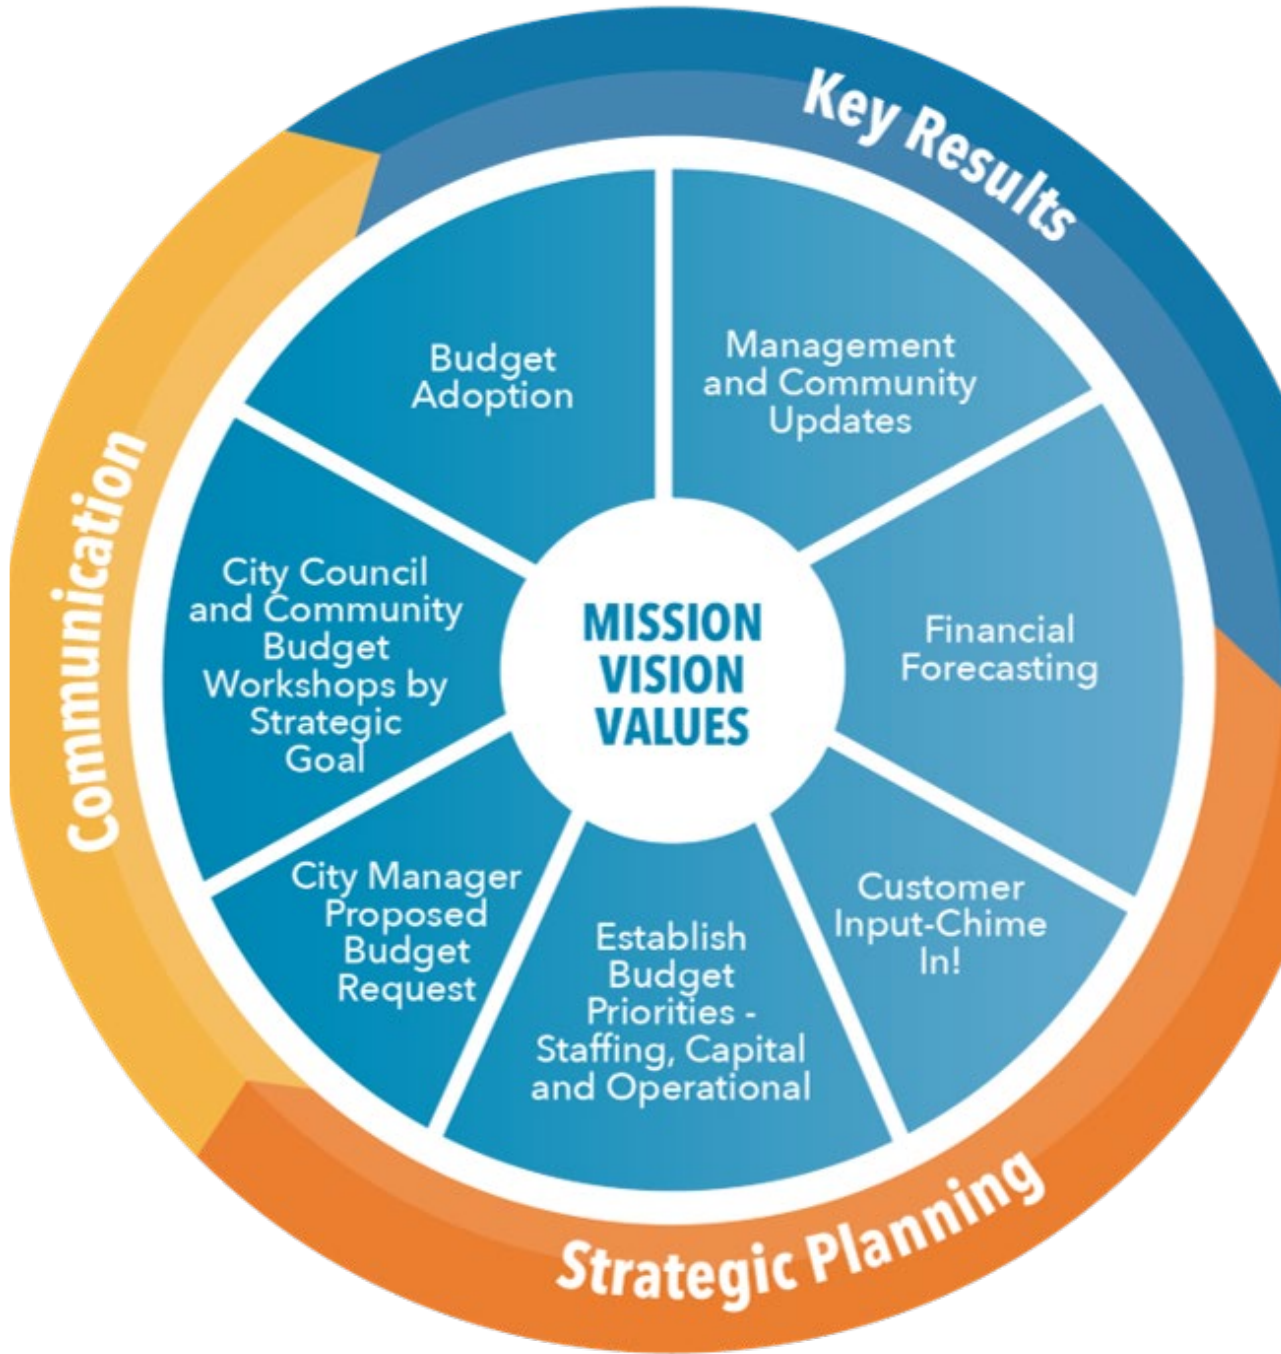 Key Results
Management
and Community
Updates
Financial
Forecasting
Customer
Input-Chime
In!
Establish
Budget
Priorities -
Staffing, Capital
and Operational
City Manager
Proposed
Budget
Request
City Council
and Community
Budget
Workshops by
Strategic
Goal
Budget
Adoption
MISSION
VISION
VALUES
Strategic Planning
Communication